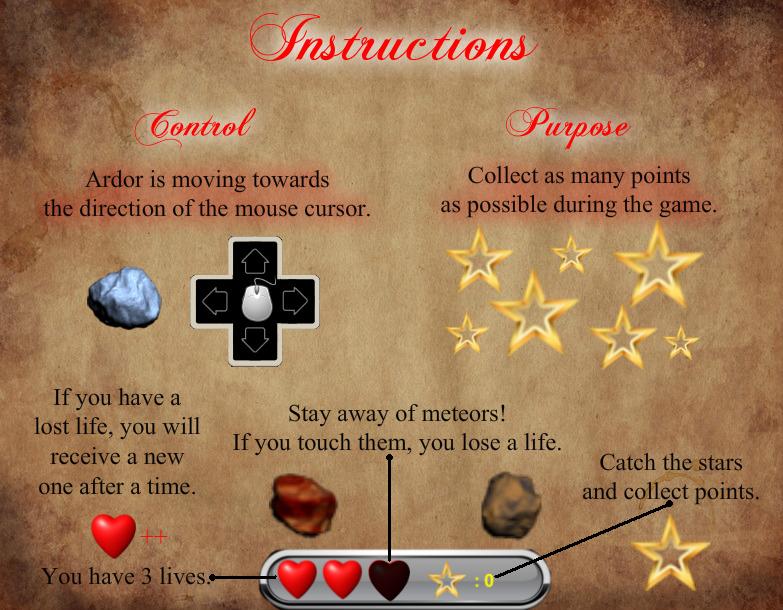 Instructions
Control
Ardor is moving towards
the direction of the mouse cursor.
Purpose
Collect as many points
as possible during the game.
If you have a
lost life, you will
receive a new
one after a time.
++
You have 3 lives.
Stay away of meteors!
If you touch them, you lose a life.
Catch the stars
and collect points.
:0